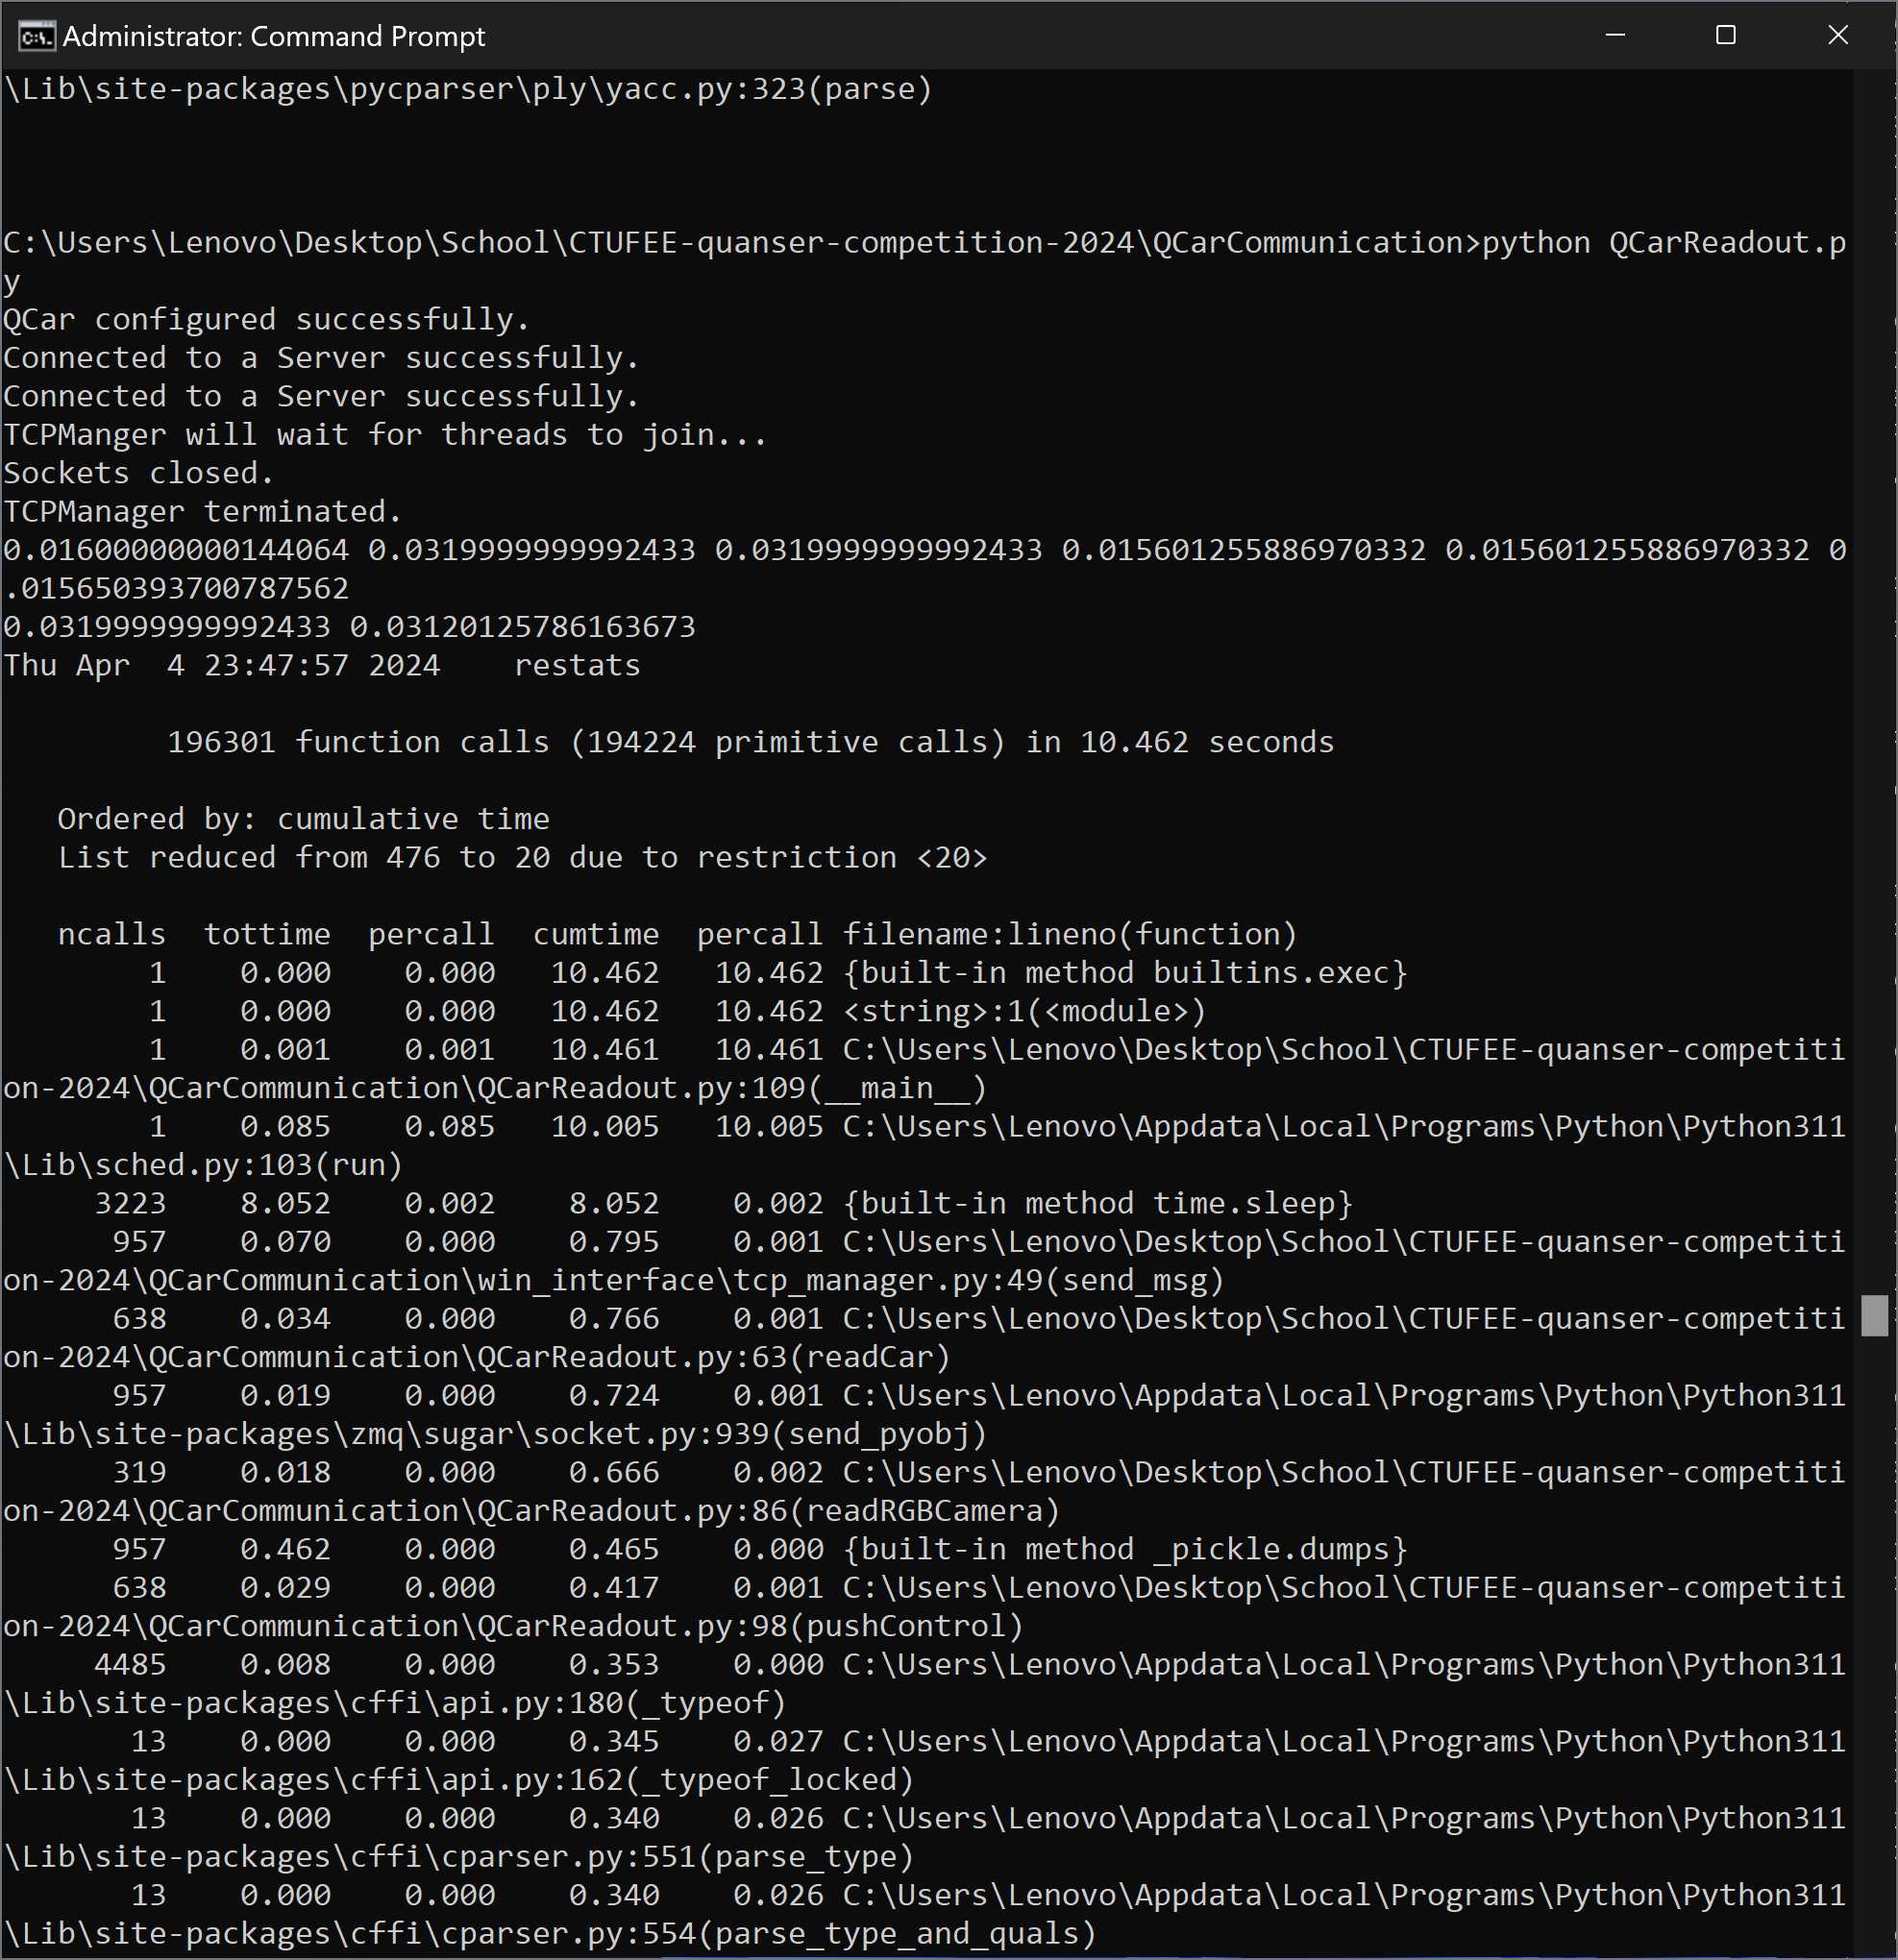 Administrator: Command Prompt
\Lib\site-packages\pycparser\ply\yacc.py:323(parse)
C:\Users\Lenovo\Desktop\School\CTUFEE-quanser-competition-2024\QCarCommunication>python QCarReadout.p
y
QCar configured successfully.
Connected to a Server successfully.
Connected to a Server successfully.
TCPManger will wait for threads to join...
Sockets closed.
TCPManager terminated.
0.01600000000144064 0.0319999999992433 0.0319999999992433 0.015601255886970332 0.015601255886970332 0
.015650393700787562
0.0319999999992433 0.03120125786163673
Thu Apr  4 23:47:57 2024    restats
         196301 function calls (194224 primitive calls) in 10.462 seconds
   Ordered by: cumulative time
   List reduced from 476 to 20 due to restriction <20>
   ncalls  tottime  percall  cumtime  percall filename:lineno(function)
        1    0.000    0.000   10.462   10.462 {built-in method builtins.exec}
        1    0.000    0.000   10.462   10.462 <string>:1(<module>)
        1    0.001    0.001   10.461   10.461 C:\Users\Lenovo\Desktop\School\CTUFEE-quanser-competiti
on-2024\QCarCommunication\QCarReadout.py:109(__main__)
        1    0.085    0.085   10.005   10.005 C:\Users\Lenovo\Appdata\Local\Programs\Python\Python311
\Lib\sched.py:103(run)
     3223    8.052    0.002    8.052    0.002 {built-in method time.sleep}
      957    0.070    0.000    0.795    0.001 C:\Users\Lenovo\Desktop\School\CTUFEE-quanser-competiti
on-2024\QCarCommunication\win_interface\tcp_manager.py:49(send_msg)
      638    0.034    0.000    0.766    0.001 C:\Users\Lenovo\Desktop\School\CTUFEE-quanser-competiti
on-2024\QCarCommunication\QCarReadout.py:63(readCar)
      957    0.019    0.000    0.724    0.001 C:\Users\Lenovo\Appdata\Local\Programs\Python\Python311
\Lib\site-packages\zmq\sugar\socket.py:939(send_pyobj)
      319    0.018    0.000    0.666    0.002 C:\Users\Lenovo\Desktop\School\CTUFEE-quanser-competiti
on-2024\QCarCommunication\QCarReadout.py:86(readRGBCamera)
      957    0.462    0.000    0.465    0.000 {built-in method _pickle.dumps}
      638    0.029    0.000    0.417    0.001 C:\Users\Lenovo\Desktop\School\CTUFEE-quanser-competiti
on-2024\QCarCommunication\QCarReadout.py:98(pushControl)
     4485    0.008    0.000    0.353    0.000 C:\Users\Lenovo\Appdata\Local\Programs\Python\Python311
\Lib\site-packages\cffi\api.py:180(_typeof)
       13    0.000    0.000    0.345    0.027 C:\Users\Lenovo\Appdata\Local\Programs\Python\Python311
\Lib\site-packages\cffi\api.py:162(_typeof_locked)
       13    0.000    0.000    0.340    0.026 C:\Users\Lenovo\Appdata\Local\Programs\Python\Python311
\Lib\site-packages\cffi\cparser.py:551(parse_type)
       13    0.000    0.000    0.340    0.026 C:\Users\Lenovo\Appdata\Local\Programs\Python\Python311
\Lib\site-packages\cffi\cparser.py:554(parse_type_and_quals)